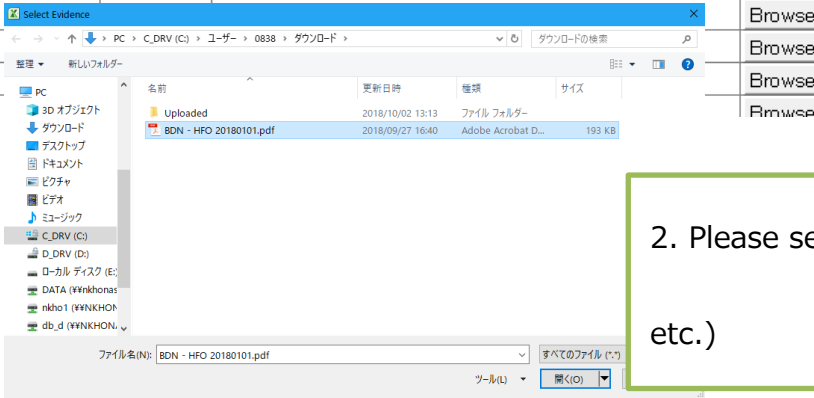 Select Evidence
PC > C_DRV (C:) > ユーザー > 0838 > ダウンロード >
ダウンロードの検索
整理 新しいフォルダー
名前 更新日時 種類 サイズ
Uploaded 2018/10/02 13:13 ファイル フォルダー
BDN - HFO 20180101.pdf 2018/09/27 16:40 Adobe Acrobat D... 193 KB
PC
3D オブジェクト
ダウンロード
デスクトップ
ドキュメント
ピクチャ
ビデオ
ミュージック
C_DRV (C:)
D_DRV (D:)
ローカル ディスク (E:)
DATA (¥¥nkhonas
nkho1 (¥¥NKHON
db_d (¥¥NKHON
ファイル名(N): BDN - HFO 20180101.pdf
すべてのファイル (*.*)
ツール(L) 開く(O)
Browse
Browse
Browse
Browse
2. Please se
etc.)